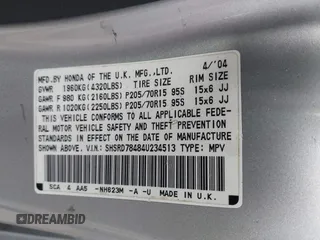 MFD. BY HONDA OF THE U.K. MFG.,LTD. 4/'04
GVWR 1960KG(4320LBS) TIRE SIZE RIM SIZE
GAWR F 980 KG(2160LBS) P205/70R15 95S 15x6 JJ
GAWR R 1020KG(2250LBS) P205/70R15 95S 15x6 JJ
THIS VEHICLE CONFORMS TO ALL APPLICABLE FEDE-
RAL MOTOR VEHICLE SAFETY AND THEFT PREVENTION
STANDARDS IN EFFECT ON THE DATE OF MANUFACTURE
SHOWN ABOVE. V.I.N: SHSRD78484U234513 TYPE: MPV
SCA 4 AA5 -NH623M -A -U MADE IN U.K.
DREAMBID